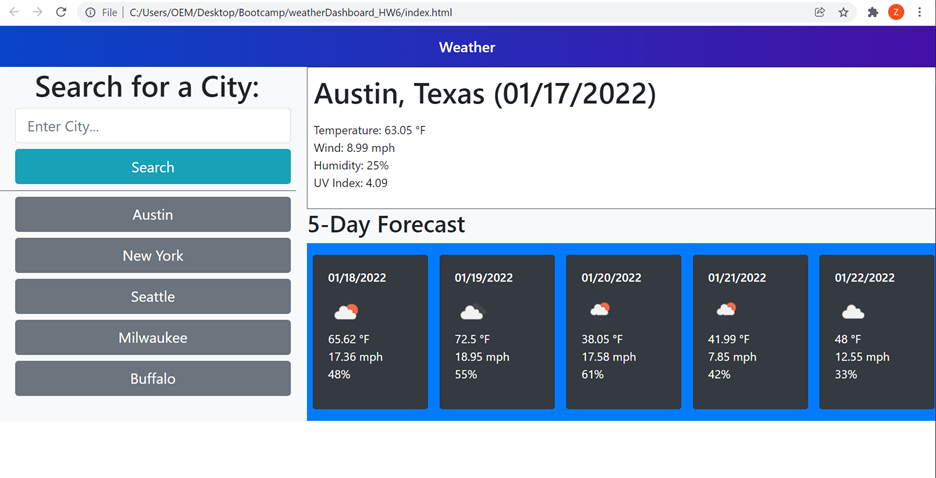 File
C:/Users/OEM/Desktop/Bootcamp/weatherDashboard_HW6/index.html
Z
Weather
Search for a City:
Enter City...
Search
Austin
New York
Seattle
Milwaukee
Buffalo
Austin, Texas (01/17/2022)
Temperature: 63.05 °F
Wind: 8.99 mph
Humidity: 25%
UV Index: 4.09
5-Day Forecast
01/18/2022
65.62 °F
17.36 mph
48%
01/19/2022
72.5 °F
18.95 mph
55%
01/20/2022
38.05 °F
17.58 mph
61%
01/21/2022
41.99 °F
7.85 mph
42%
01/22/2022
48 °F
12.55 mph
33%